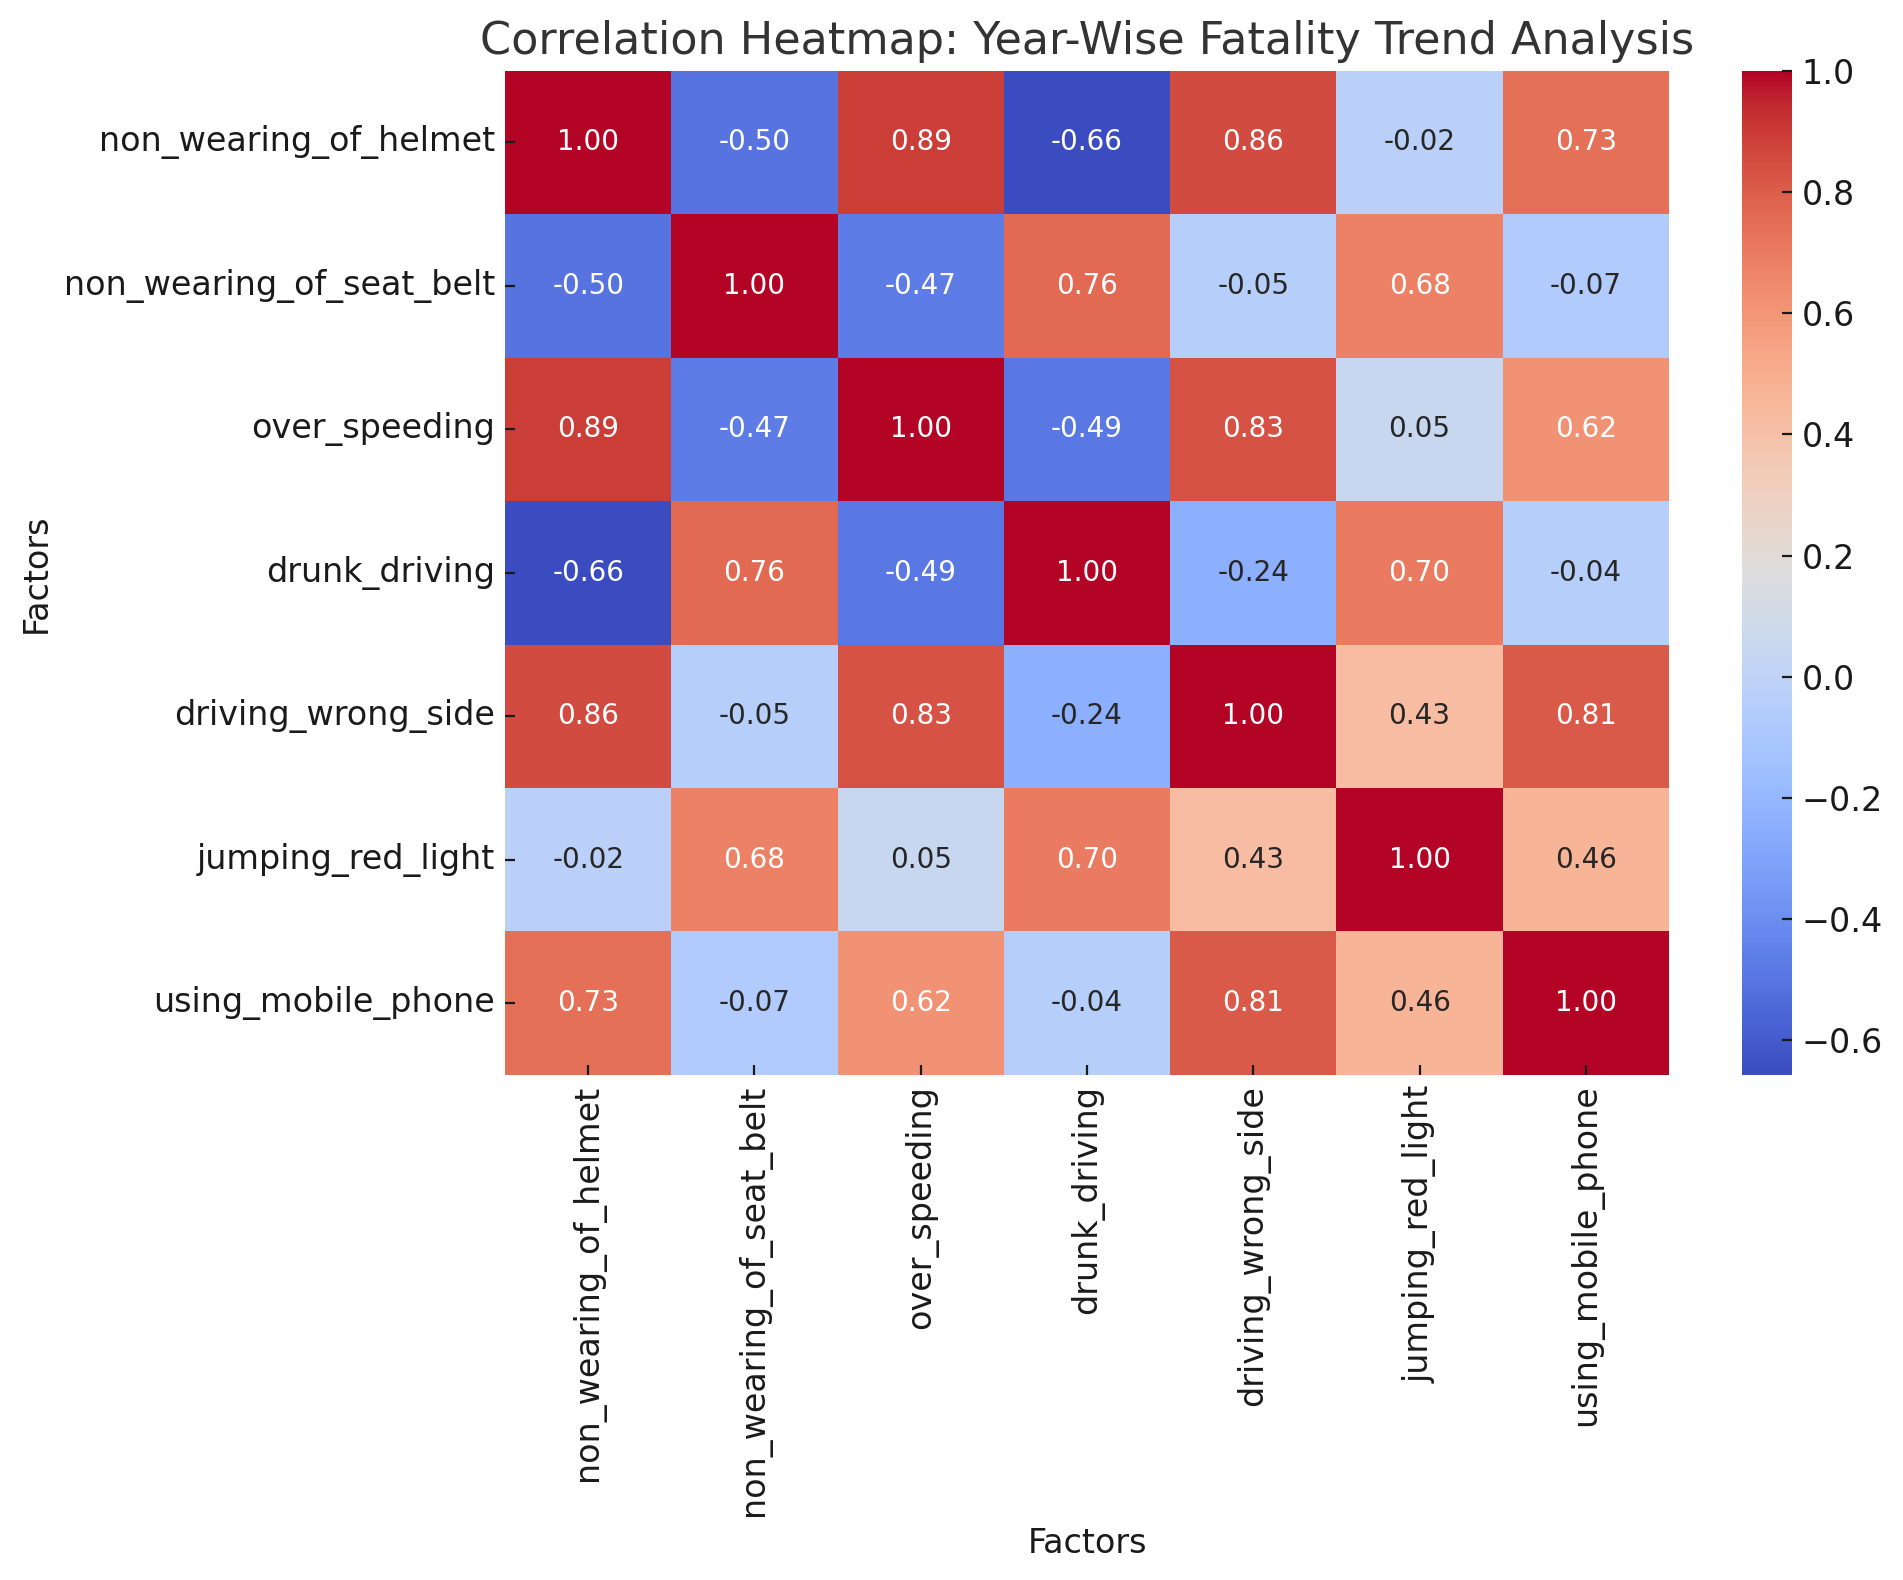 Correlation Heatmap: Year-Wise Fatality Trend Analysis
non_wearing_of_helmet 1.00 -0.50 0.89 -0.66 0.86 -0.02 0.73
non_wearing_of_seat_belt -0.50 1.00 -0.47 0.76 -0.05 0.68 -0.07
over_speeding 0.89 -0.47 1.00 -0.49 0.83 0.05 0.62
drunk_driving -0.66 0.76 -0.49 1.00 -0.24 0.70 -0.04
driving_wrong_side 0.86 -0.05 0.83 -0.24 1.00 0.43 0.81
jumping_red_light -0.02 0.68 0.05 0.70 0.43 1.00 0.46
using_mobile_phone 0.73 -0.07 0.62 -0.04 0.81 0.46 1.00
Factors
non_wearing_of_helmet
non_wearing_of_seat_belt
over_speeding
drunk_driving
driving_wrong_side
jumping_red_light
using_mobile_phone
Factors
1.0
0.8
0.6
0.4
0.2
0.0
−0.2
−0.4
−0.6